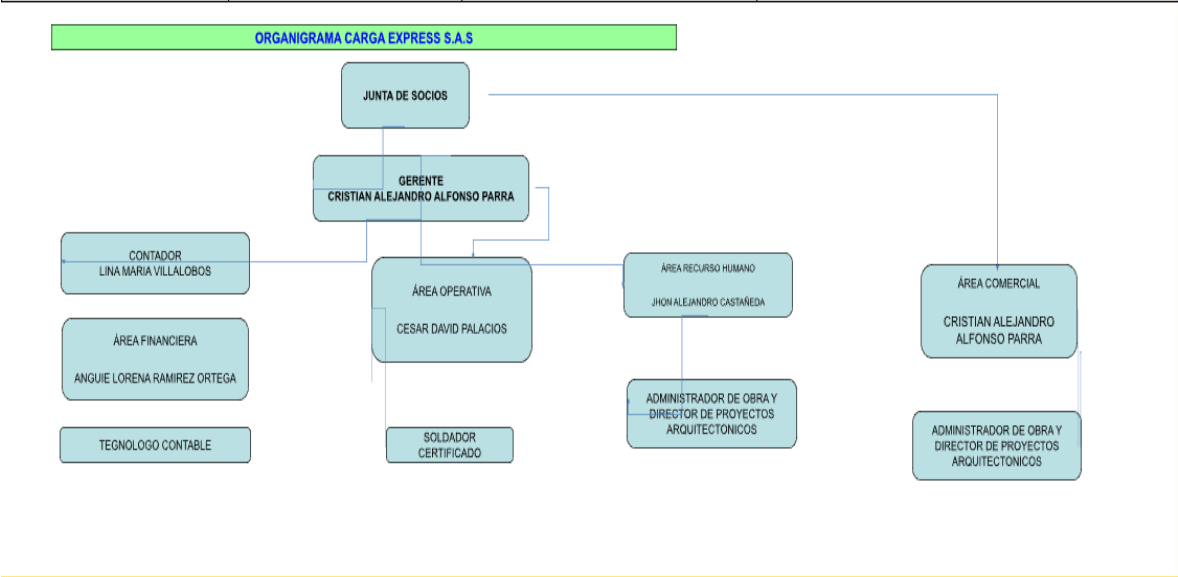 ORGANIGRAMA CARGA EXPRESS S.A.S
JUNTA DE SOCIOS
GERENTE
CRISTIAN ALEJANDRO ALFONSO PARRA
CONTADOR
LINA MARIA VILLALOBOS
ÁREA FINANCIERA
ANGUIE LORENA RAMIREZ ORTEGA
TEGNOLOGO CONTABLE
ÁREA OPERATIVA
CESAR DAVID PALACIOS
SOLDADOR
CERTIFICADO
ÁREA RECURSO HUMANO
JHON ALEJANDRO CASTAÑEDA
ADMINISTRADOR DE OBRA Y
DIRECTOR DE PROYECTOS
ARQUITECTONICOS
ÁREA COMERCIAL
CRISTIAN ALEJANDRO
ALFONSO PARRA
ADMINISTRADOR DE OBRA Y
DIRECTOR DE PROYECTOS
ARQUITECTONICOS